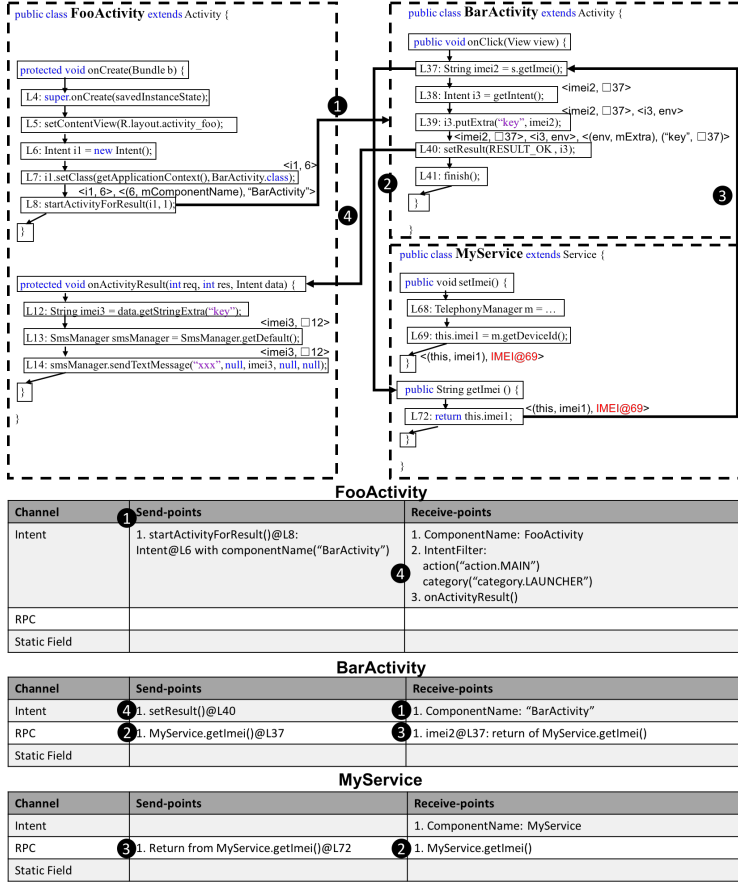 public class FooActivity extends Activity {
protected void onCreate(Bundle b) {
L4: super.onCreate(savedInstanceState);
L5: setContentView(R.layout.activity_foo);
L6: Intent i1 = new Intent();
<i1, 6>
L7: i1.setClass(getApplicationContext(), BarActivity.class);
<i1, 6>, <(6, mComponentName), “BarActivity”>
L8: startActivityForResult(i1, 1);
}
protected void onActivityResult(int req, int res, Intent data) {
L12: String imei3 = data.getStringExtra(“key”);
<imei3, □12>
L13: SmsManager smsManager = SmsManager.getDefault();
<imei3, □12>
L14: smsManager.sendTextMessage(“xxx”, null, imei3, null, null);
}
}
public class BarActivity extends Activity {
public void onClick(View view) {
L37: String imei2 = s.getImei();
<imei2, □37>
L38: Intent i3 = getIntent();
<imei2, □37>, <i3, env>
L39: i3.putExtra(“key”, imei2);
<imei2, □37>, <i3, env>, <(env, mExtra), (“key”, □37)>
L40: setResult(RESULT_OK , i3);
L41: finish();
}
}
public class MyService extends Service {
public void setImei() {
L68: TelephonyManager m = …
L69: this.imei1 = m.getDeviceId();
} <(this, imei1), IMEI@69>
public String getImei () {
<(this, imei1), IMEI@69>
L72: return this.imei1;
}
}
1
2
3
4
FooActivity
Channel Send-points Receive-points
1
Intent 1. startActivityForResult()@L8: 1. ComponentName: FooActivity
Intent@L6 with componentName(“BarActivity”) 2. IntentFilter:
action(“action.MAIN”)
4 category(“category.LAUNCHER”)
3. onActivityResult()
RPC
Static Field
BarActivity
Channel Send-points Receive-points
Intent 4 1. setResult()@L40 1 1. ComponentName: “BarActivity”
RPC 2 1. MyService.getImei()@L37 3 1. imei2@L37: return of MyService.getImei()
Static Field
MyService
Channel Send-points Receive-points
Intent 1. ComponentName: MyService
RPC 3 1. Return from MyService.getImei()@L72 2 1. MyService.getImei()
Static Field